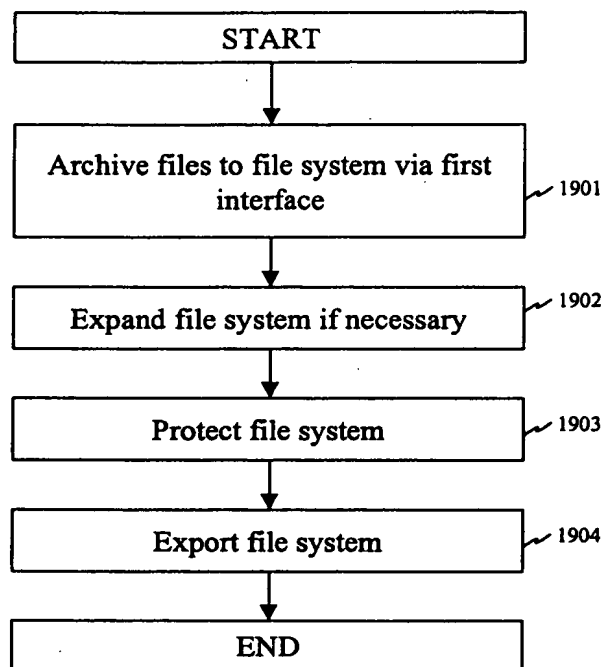 START
Archive files to file system via first
interface
1901
Expand file system if necessary
1902
Protect file system
1903
Export file system
1904
END